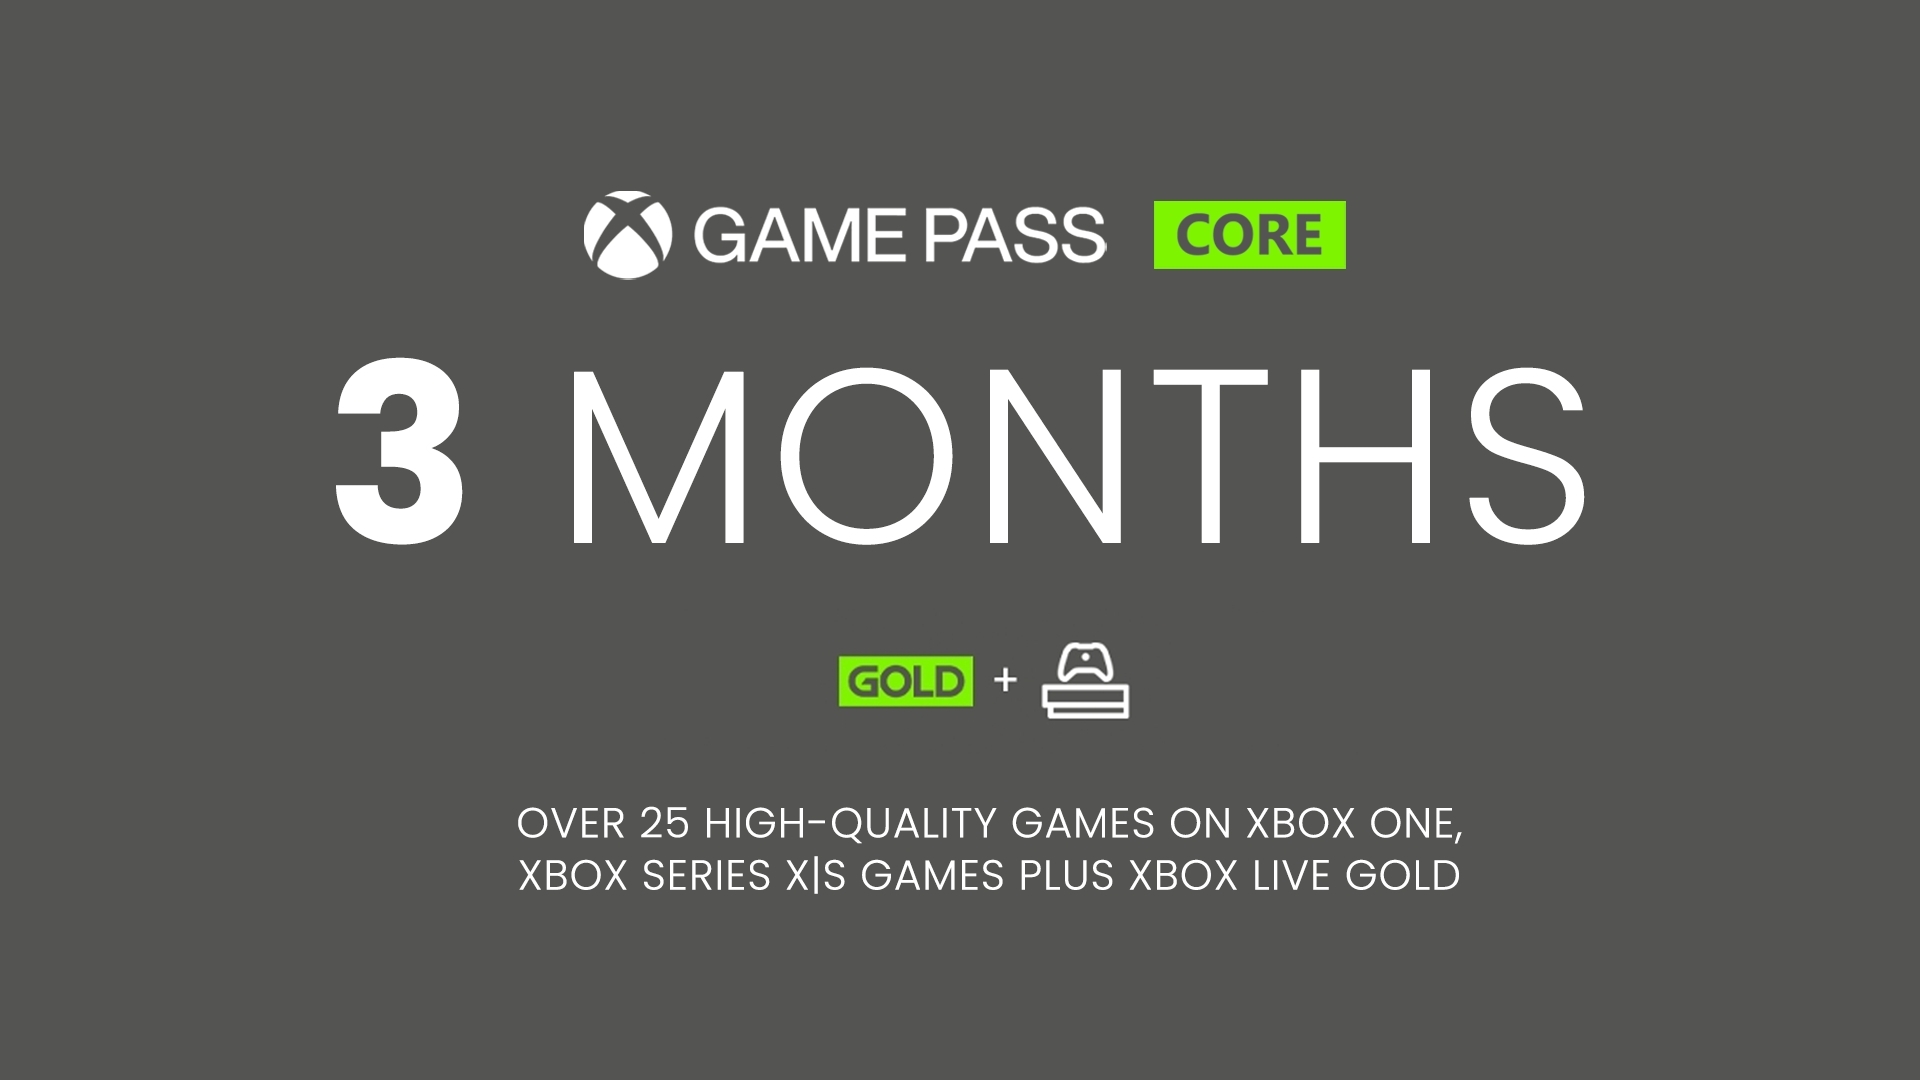 GAME PASS CORE
3 MONTHS
GOLD +
OVER 25 HIGH-QUALITY GAMES ON XBOX ONE,
XBOX SERIES X|S GAMES PLUS XBOX LIVE GOLD